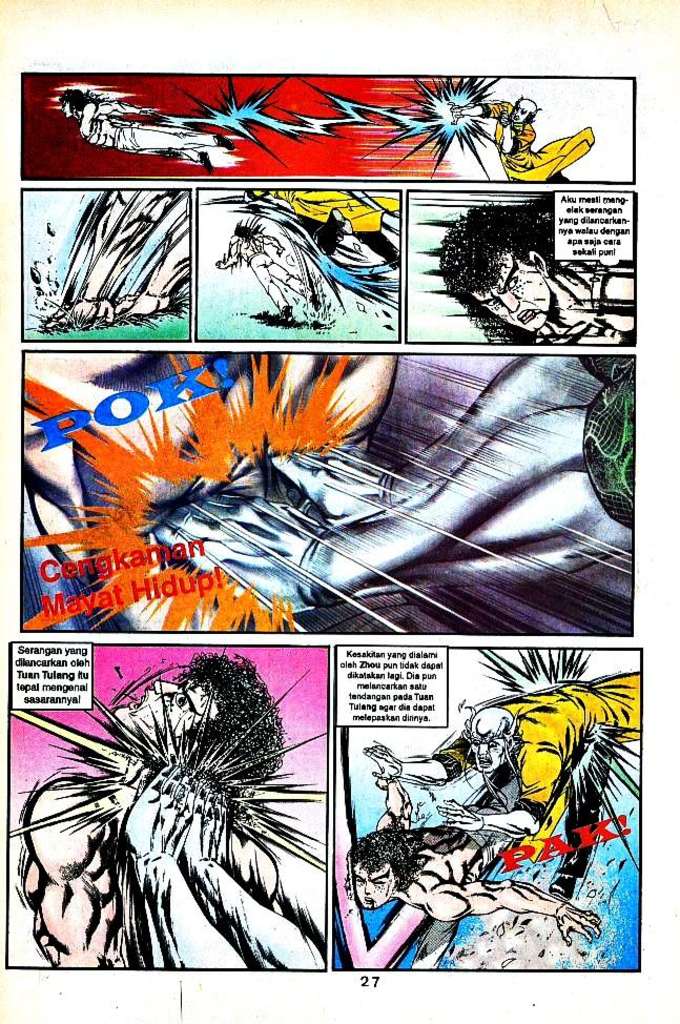 Aku mesti meng-
elak serangan
yang dilancarkan-
nya walau dengan
apa saja cara
sekali pun!
POK!
Cengkaman
Mayat Hidup!
Serangan yang
dilancarkan oleh
Tuan Tulang itu
tepat mengenai
sasarannya!
Kesakitan yang dialami
oleh Zhou pun tidak dapat
dikatakan lagi. Dia pun
melancarkan satu
tendangan pada Tuan
Tulang agar dia dapat
melepaskan dirinya.
PAK!
27